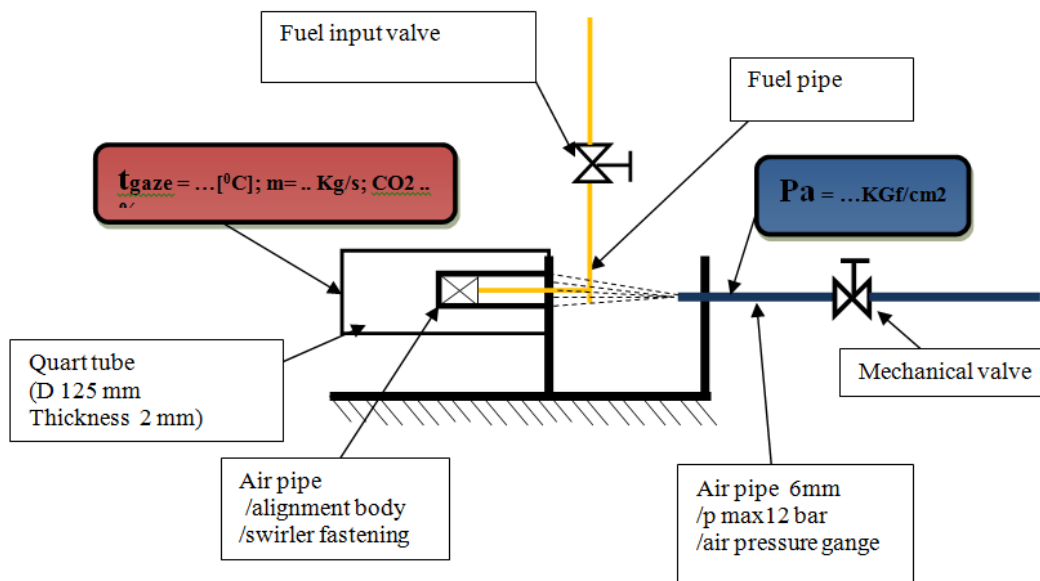 Fuel input valve
Fuel pipe
tgaze = ...[⁰C]; m= .. Kg/s; CO2 ..
%
Pa = ...KGf/cm2
Quart tube
(D 125 mm
Thickness 2 mm)
Mechanical valve
Air pipe
/alignment body
/swirler fastening
Air pipe 6mm
/p max12 bar
/air pressure gange